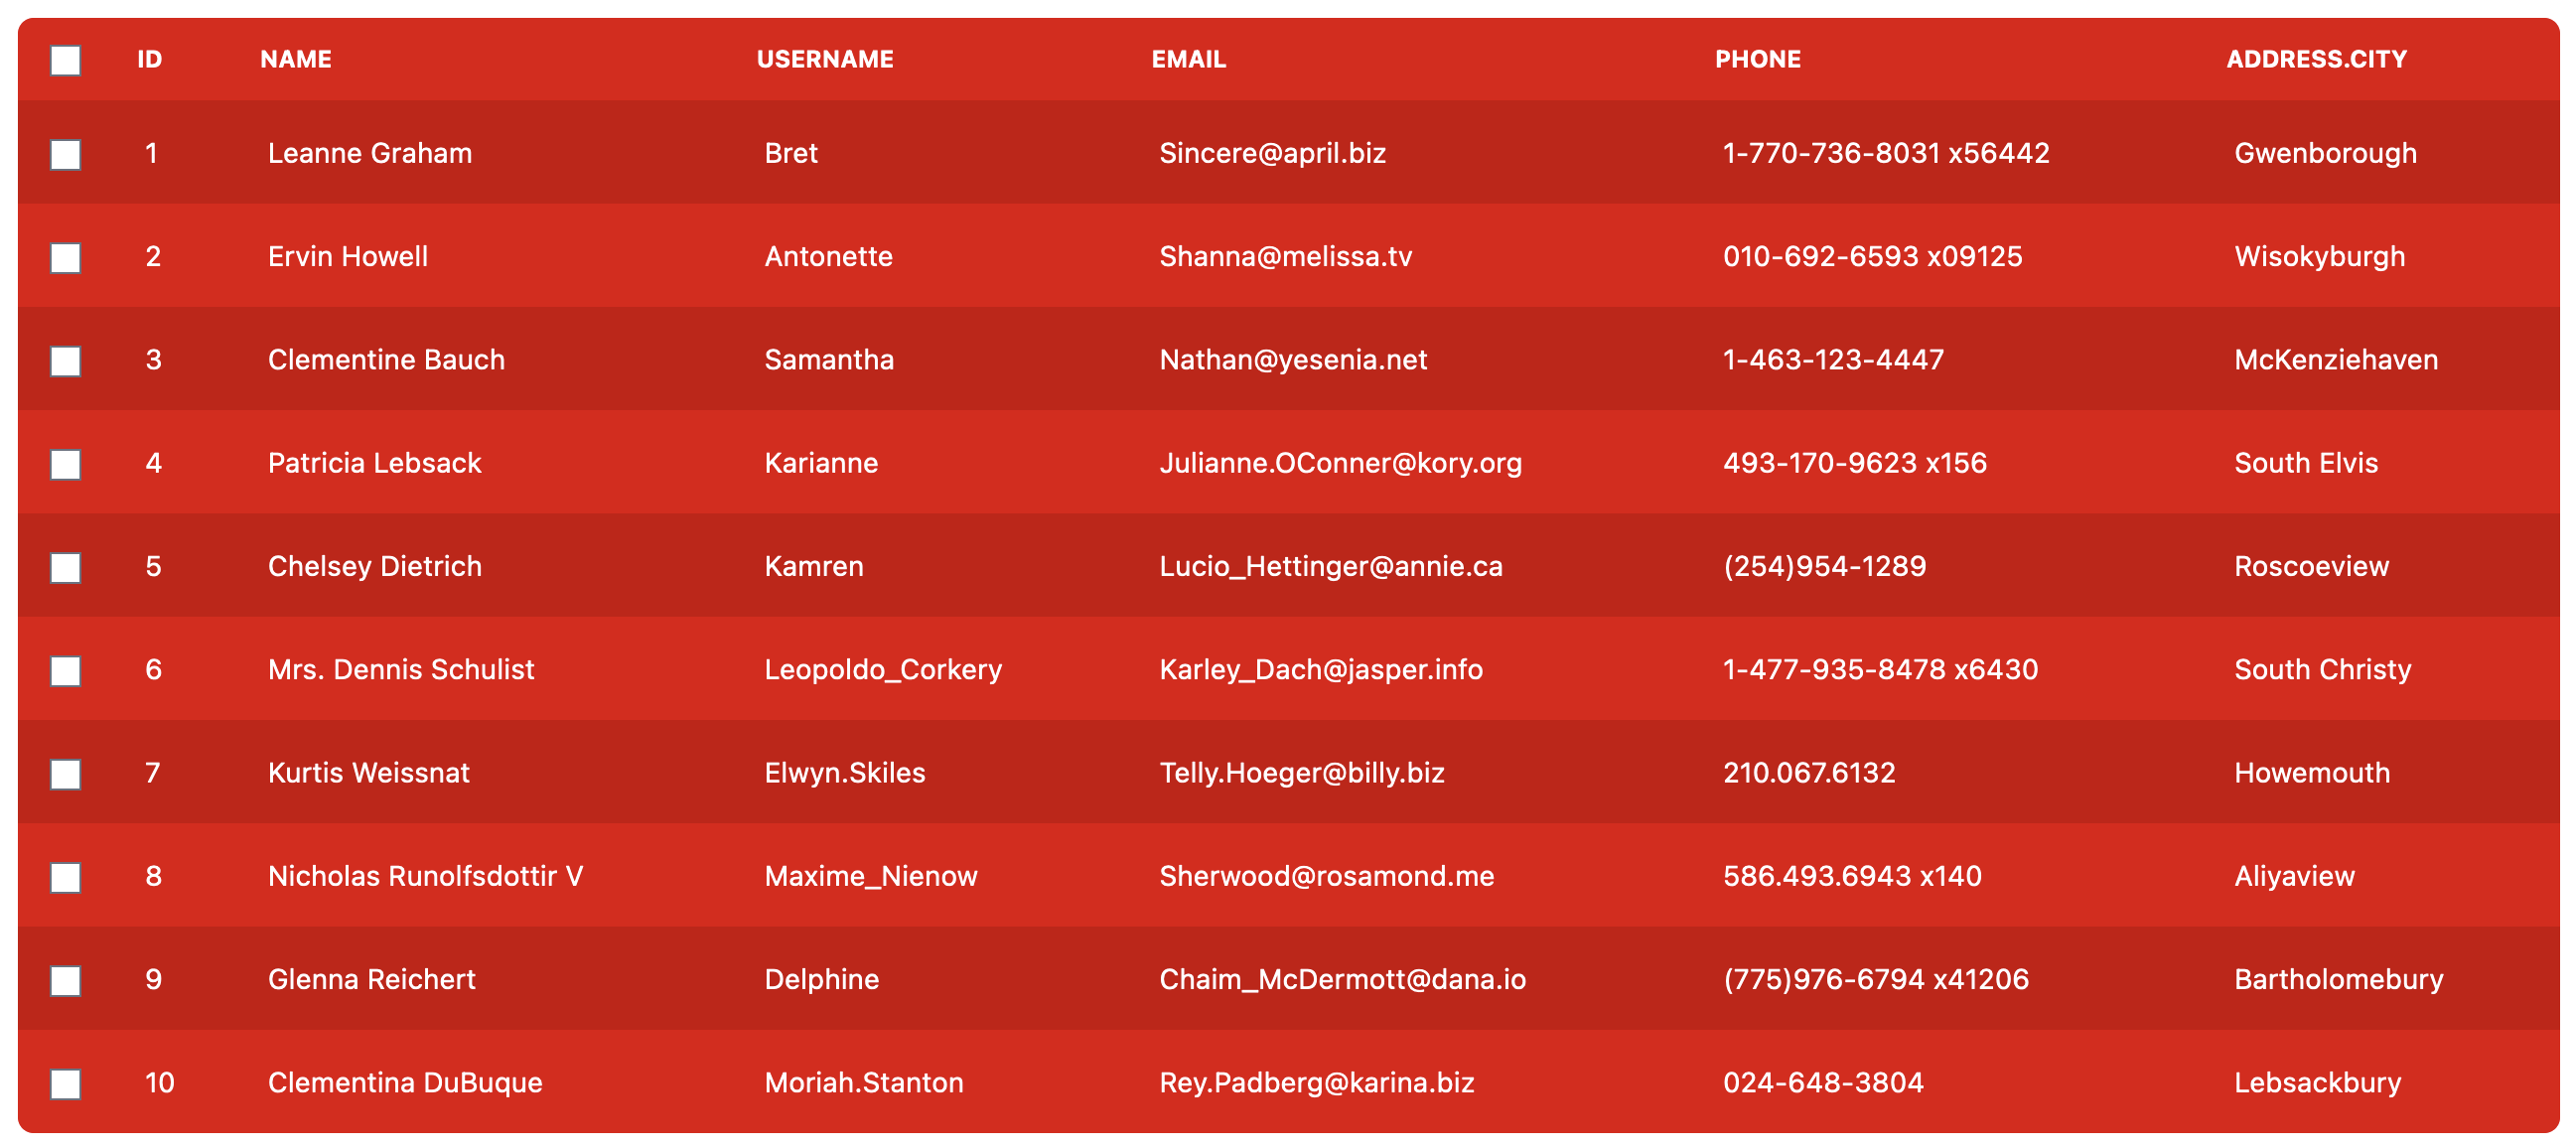 ID NAME USERNAME EMAIL PHONE ADDRESS.CITY
1 Leanne Graham Bret Sincere@april.biz 1-770-736-8031 x56442 Gwenborough
2 Ervin Howell Antonette Shanna@melissa.tv 010-692-6593 x09125 Wisokyburgh
3 Clementine Bauch Samantha Nathan@yesenia.net 1-463-123-4447 McKenziehaven
4 Patricia Lebsack Karianne Julianne.OConner@kory.org 493-170-9623 x156 South Elvis
5 Chelsey Dietrich Kamren Lucio_Hettinger@annie.ca (254)954-1289 Roscoeview
6 Mrs. Dennis Schulist Leopoldo_Corkery Karley_Dach@jasper.info 1-477-935-8478 x6430 South Christy
7 Kurtis Weissnat Elwyn.Skiles Telly.Hoeger@billy.biz 210.067.6132 Howemouth
8 Nicholas Runolfsdottir V Maxime_Nienow Sherwood@rosamond.me 586.493.6943 x140 Aliyaview
9 Glenna Reichert Delphine Chaim_McDermott@dana.io (775)976-6794 x41206 Bartholomebury
10 Clementina DuBuque Moriah.Stanton Rey.Padberg@karina.biz 024-648-3804 Lebsackbury